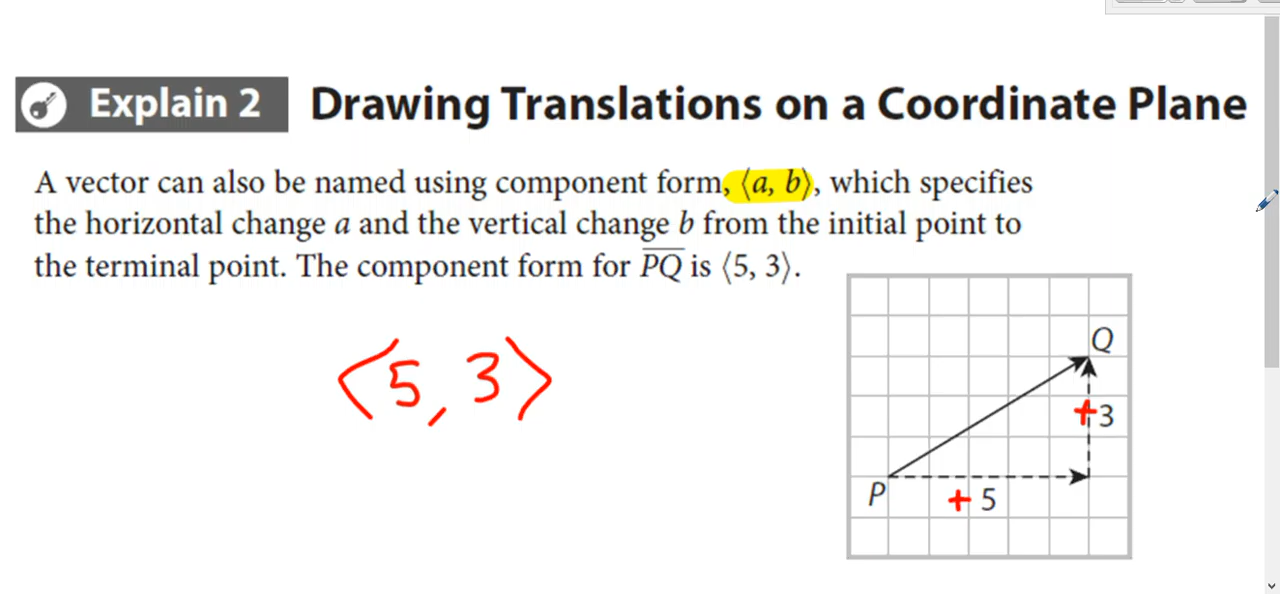 Explain 2 Drawing Translations on a Coordinate Plane
A vector can also be named using component form, ⟨a, b⟩, which specifies
the horizontal change a and the vertical change b from the initial point to
the terminal point. The component form for P̅Q̅ is ⟨5, 3⟩.
⟨5, 3⟩
Q
+3
P
+ 5